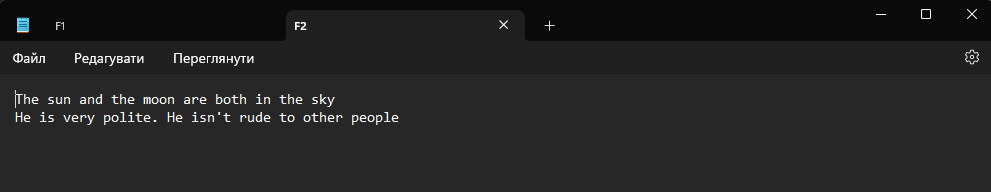 F1
F2
Файл Редагувати Переглянути
The sun and the moon are both in the sky
He is very polite. He isn't rude to other people